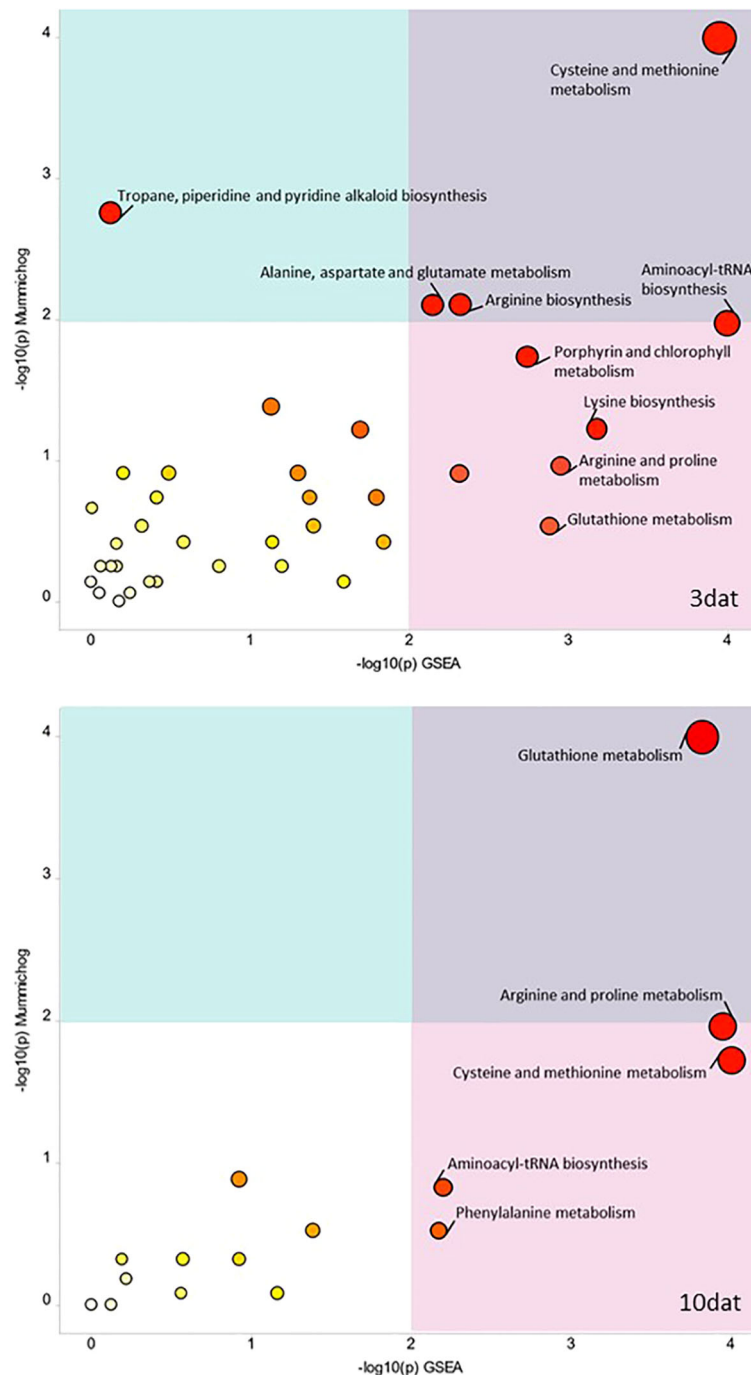 4
Cysteine and methionine
metabolism
3
Tropane, piperidine and pyridine alkaloid biosynthesis
Alanine, aspartate and glutamate metabolism
Aminoacyl-tRNA
biosynthesis
Arginine biosynthesis
2
Porphyrin and chlorophyll
metabolism
Lysine biosynthesis
1
Arginine and proline
metabolism
Glutathione metabolism
0
3dat
-log10(p) Mummichog
0 1 2 3 4
-log10(p) GSEA
4
Glutathione metabolism
3
Arginine and proline metabolism
2
Cysteine and methionine metabolism
1
Aminoacyl-tRNA biosynthesis
Phenylalanine metabolism
0
10dat
-log10(p) Mummichog
0 1 2 3 4
-log10(p) GSEA